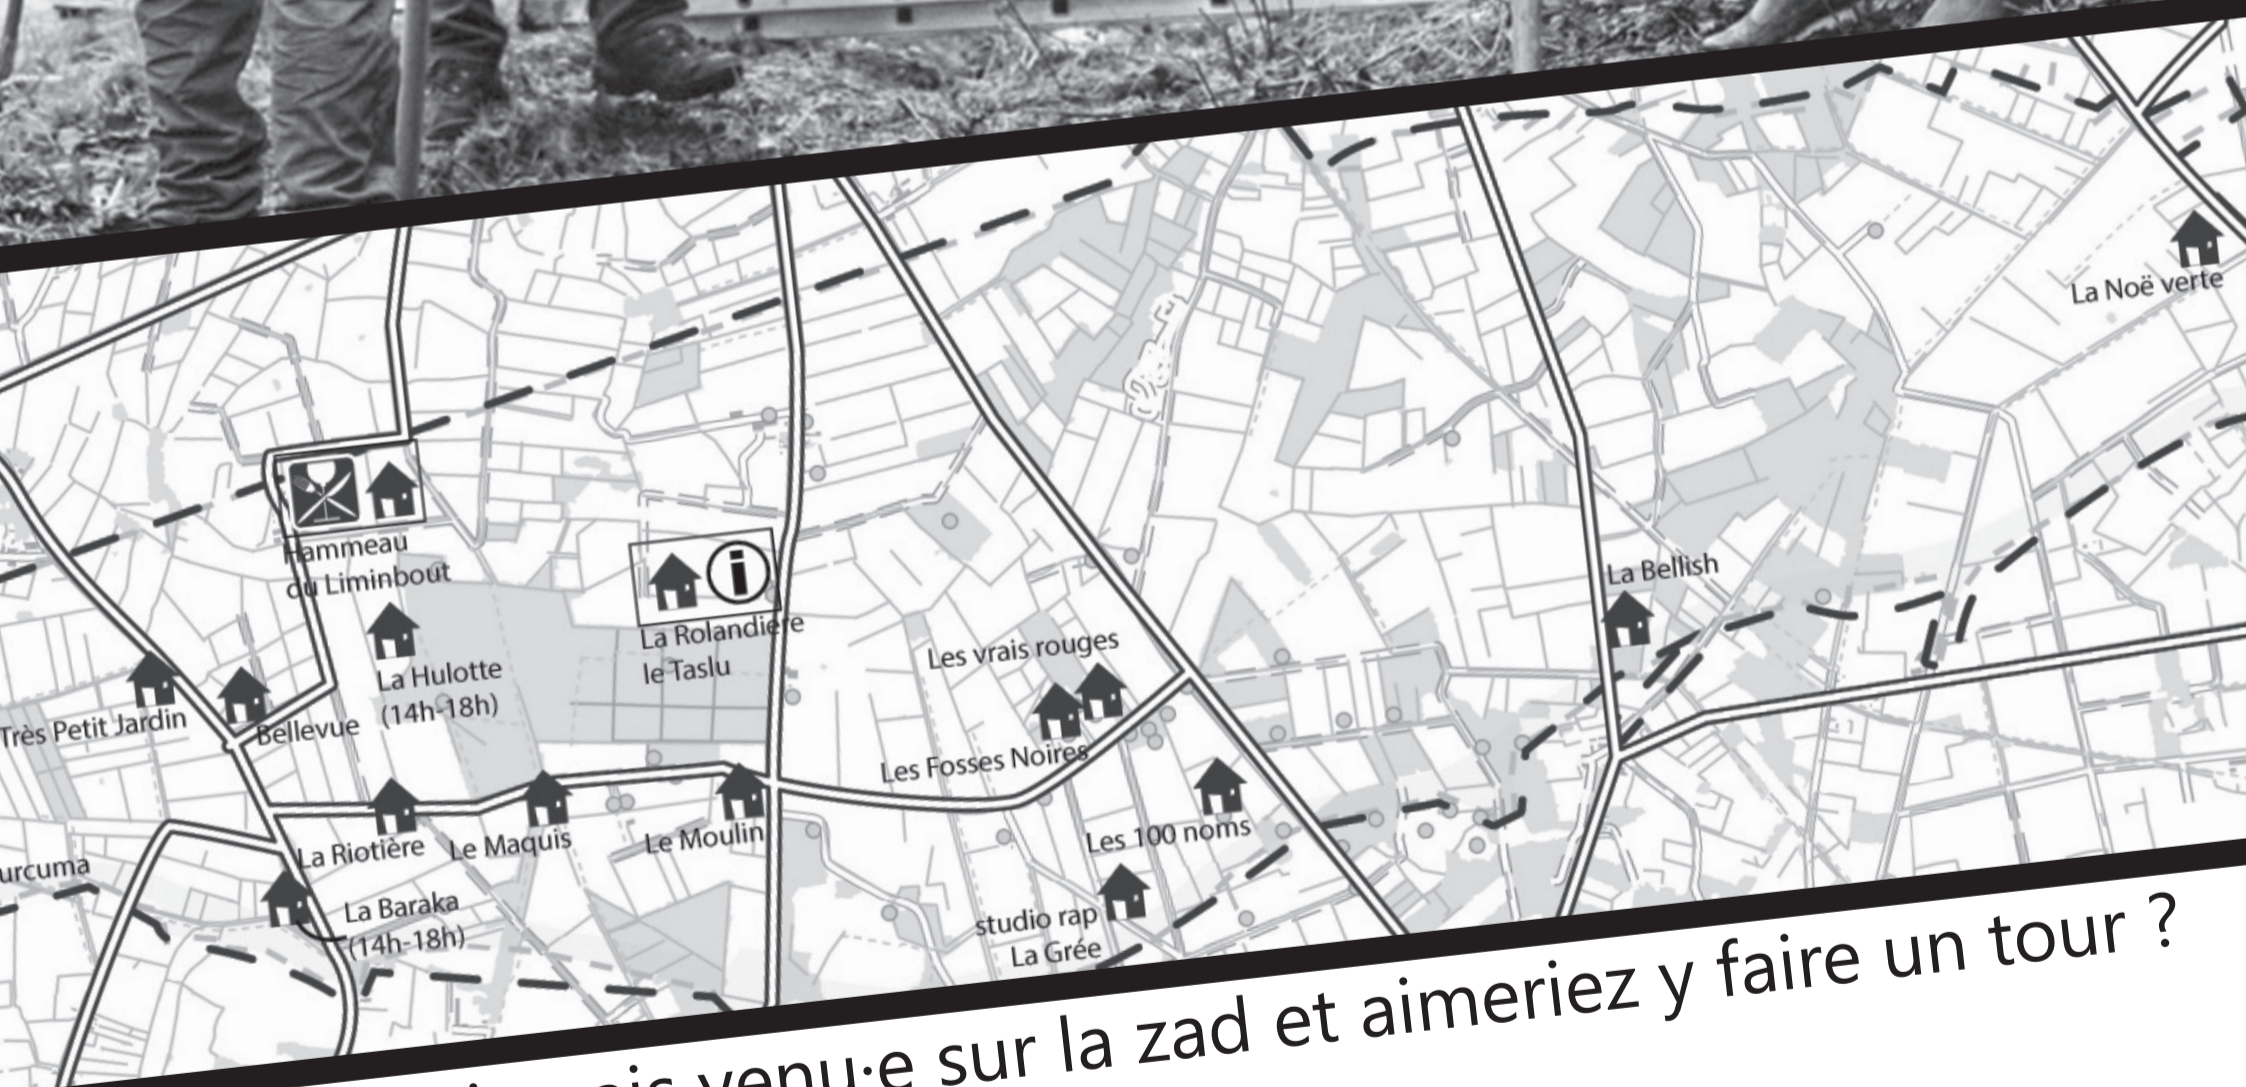 La Noë verte
Hammeau
du Liminbout
La Bellish
La Rolandière
le Taslu
Les vrais rouges
La Hulotte
(14h-18h)
Très Petit Jardin
Bellevue
Les Fosses Noires
La Riotière
Le Maquis
Le Moulin
Les 100 noms
La Baraka
(14h-18h)
studio rap
La Grée
venu·e sur la zad et aimeriez y faire un tour ?